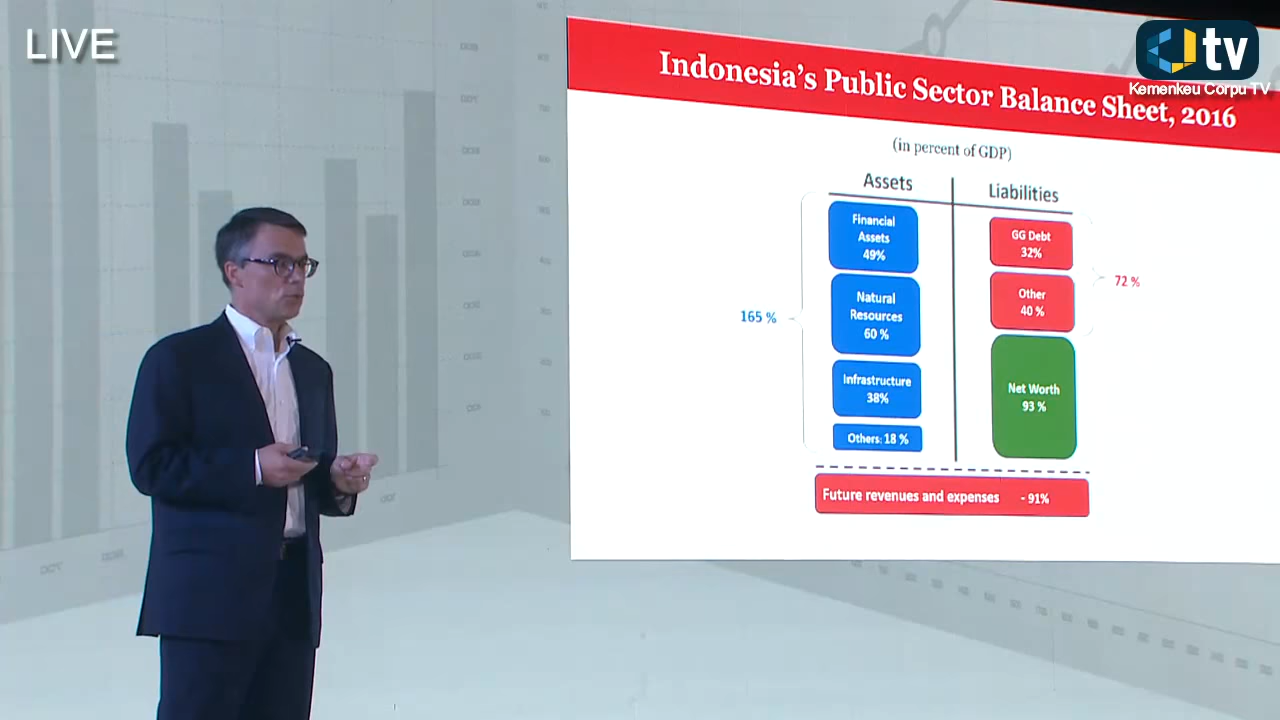 LIVE
tv
Kemenkeu Corpu TV
Indonesia’s Public Sector Balance Sheet, 2016
(in percent of GDP)
Assets
Liabilities
Financial
Assets
49%
GG Debt
32%
72 %
Natural
Resources
60 %
Other
40 %
165 %
Infrastructure
38%
Net Worth
93 %
Others: 18 %
Future revenues and expenses - 91%